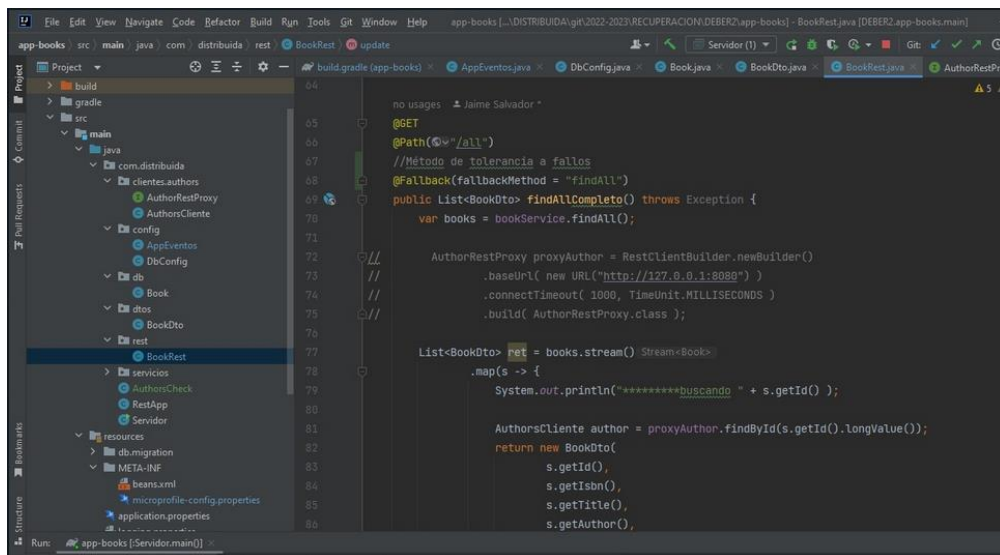 File Edit View Navigate Code Refactor Build Run Tools Git Window Help app-books [...\DISTRIBUIDA\git\2022-2023\RECUPERACION\DEBER2\app-books] - BookRest.java [DEBER2.app-books.main]
app-books src main java com distribuida rest BookRest update Servidor (1) Git:
Project
build.gradle (app-books) AppEventos.java DbConfig.java Book.java BookDto.java BookRest.java AuthorRestPr
Project
Commit
Pull Requests
Bookmarks
Structure
build
gradle
src
main
java
com.distribuida
clientes.authors
AuthorRestProxy
AuthorsCliente
config
AppEventos
DbConfig
db
Book
dtos
BookDto
rest
BookRest
servicios
AuthorsCheck
RestApp
Servidor
resources
db.migration
META-INF
beans.xml
microprofile-config.properties
application.properties
5
64
no usages Jaime Salvador *
65 @GET
66 @Path("/all")
67 //Método de tolerancia a fallos
68 @Fallback(fallbackMethod = "findAll")
69 public List<BookDto> findAllCompleto() throws Exception {
70 var books = bookService.findAll();
71
72 // AuthorRestProxy proxyAuthor = RestClientBuilder.newBuilder()
73 // .baseUrl( new URL("http://127.0.0.1:8080") )
74 // .connectTimeout( 1000, TimeUnit.MILLISECONDS )
75 // .build( AuthorRestProxy.class );
76
77 List<BookDto> ret = books.stream() Stream<Book>
78 .map(s -> {
79 System.out.println("*********buscando " + s.getId() );
80
81 AuthorsCliente author = proxyAuthor.findById(s.getId().longValue());
82 return new BookDto(
83 s.getId(),
84 s.getIsbn(),
85 s.getTitle(),
86 s.getAuthor(),
Run: app-books [:Servidor.main()]